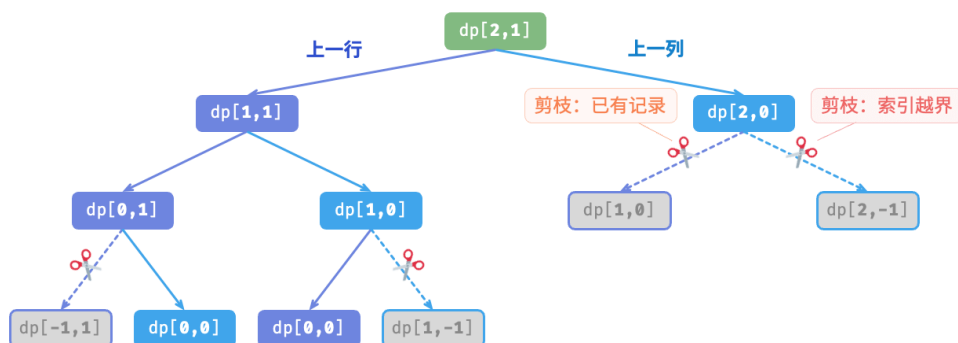 dp[2,1]
上一行
上一列
dp[1,1]
剪枝：已有记录
dp[2,0]
剪枝：索引越界
dp[0,1]
dp[1,0]
dp[1,0]
dp[2,-1]
dp[-1,1]
dp[0,0]
dp[0,0]
dp[1,-1]